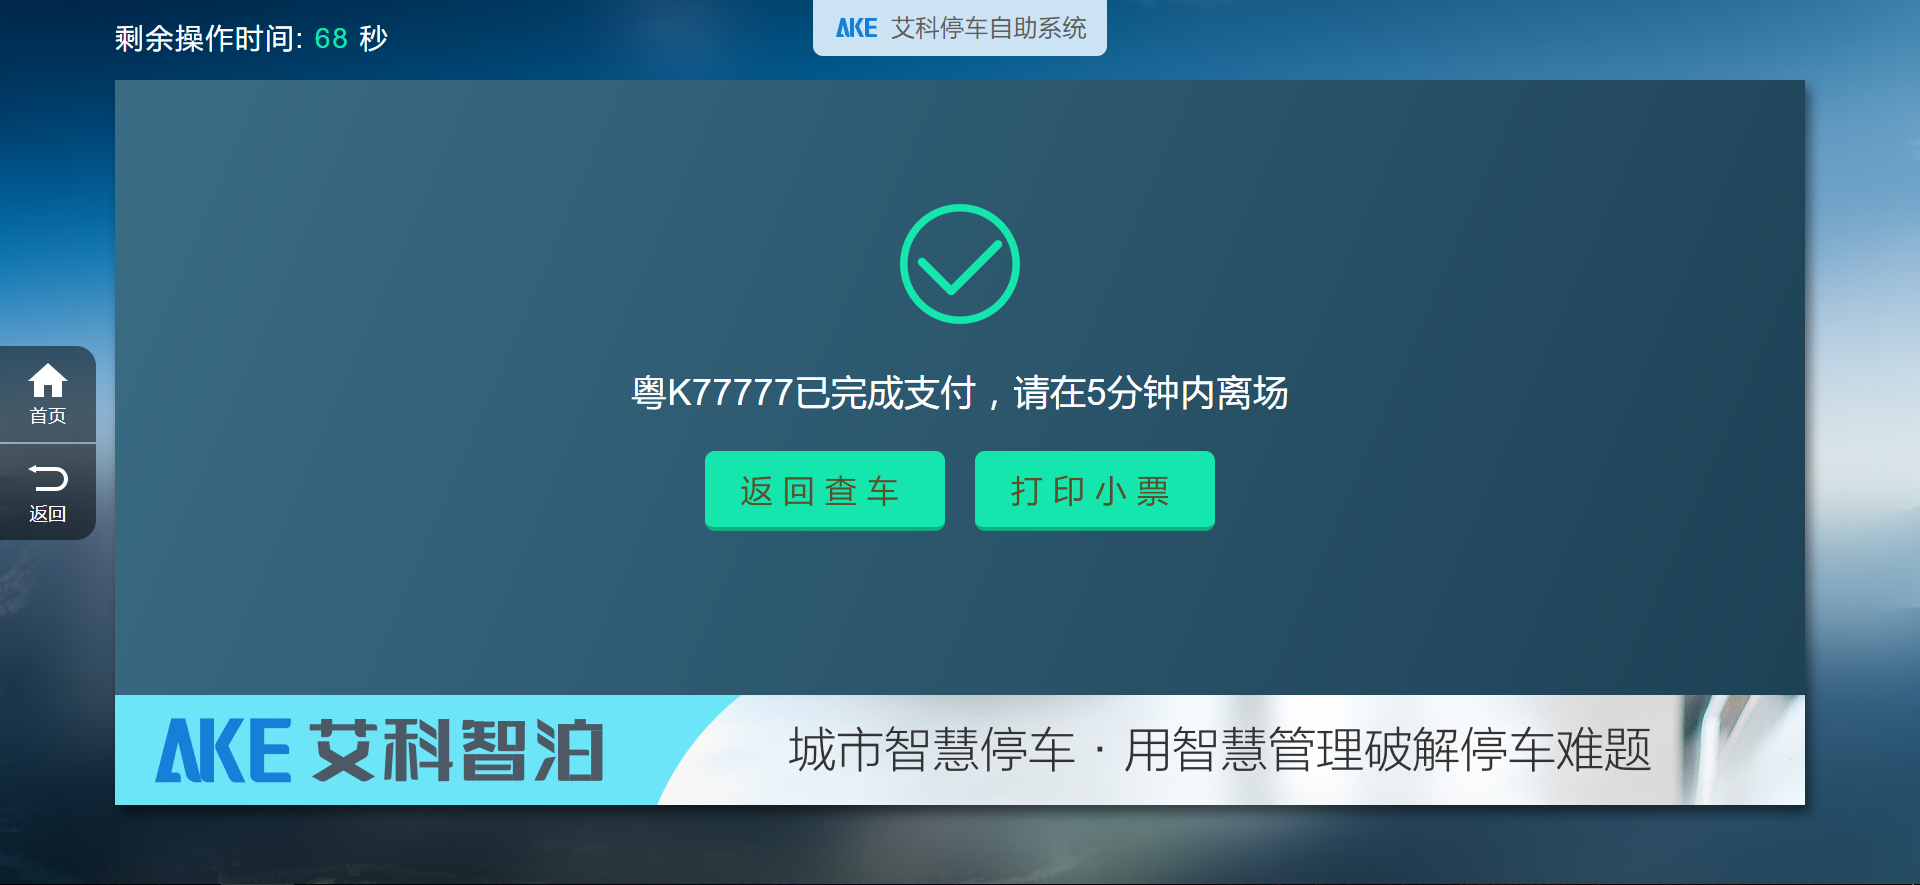 剩余操作时间: 68 秒
AKE 艾科停车自助系统
首页
返回
粤K77777已完成支付，请在5分钟内离场
返回查车
打印小票
AKE 艾科智泊
城市智慧停车·用智慧管理破解停车难题